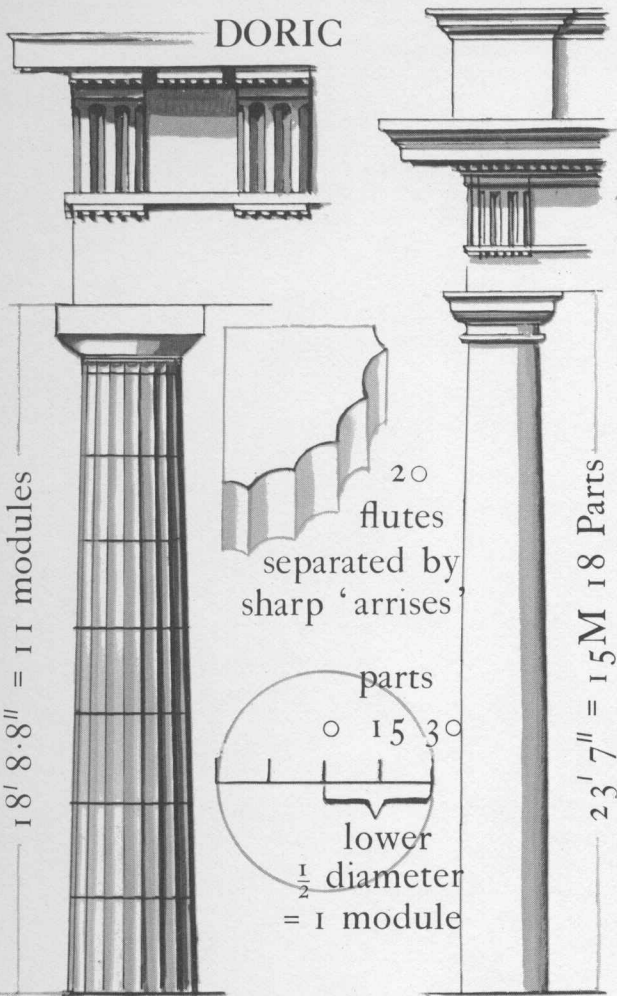 DORIC
18' 8·8" = 11 modules
20
flutes
separated by
sharp ‘arrises’
parts
0 15 30
lower
½ diameter
= 1 module
23' 7" = 15M 18 Parts